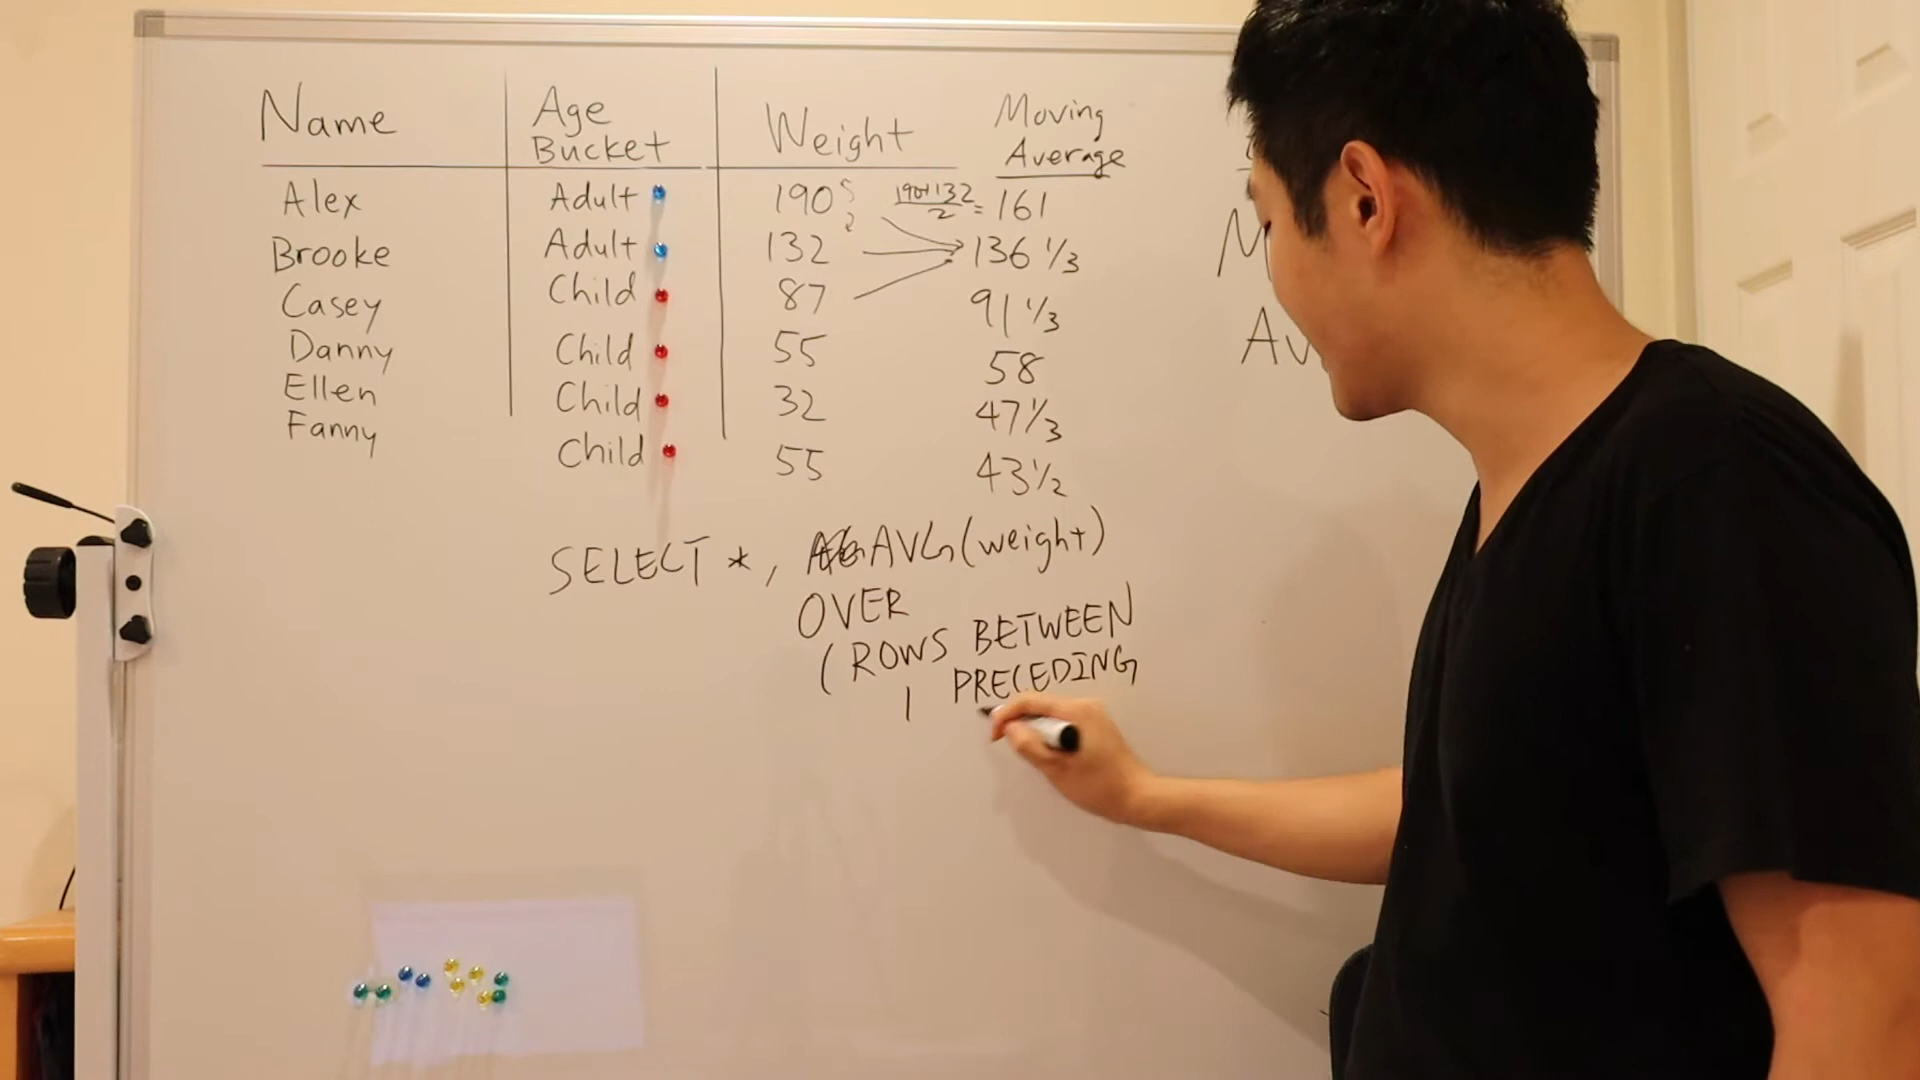 Name Age Bucket Weight Moving Average
Alex Adult 190 190+132/2 = 161
Brooke Adult 132 136 1/3
Casey Child 87 91 1/3
Danny Child 55 58
Ellen Child 32 47 1/3
Fanny Child 55 43 1/2
SELECT *, AVG(weight)
OVER
(ROWS BETWEEN
1 PRECEDING